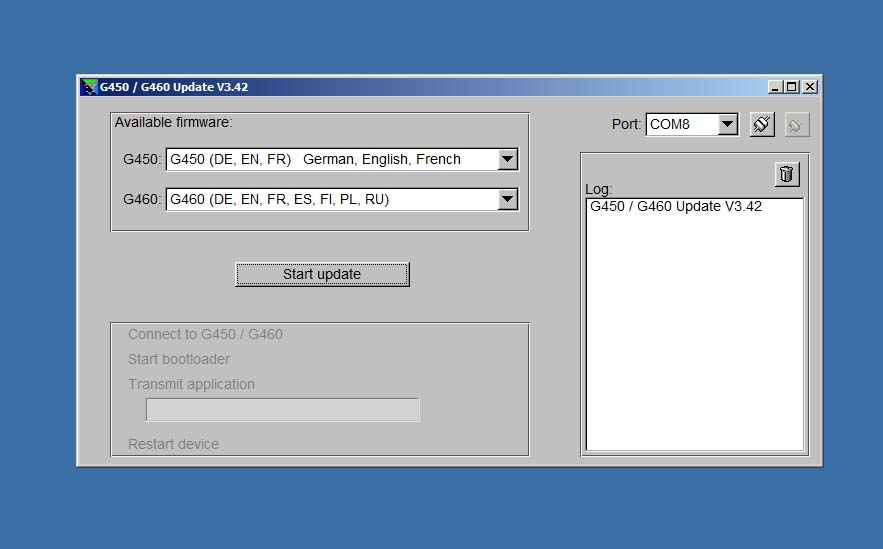 G450 / G460 Update V3.42
Available firmware:
G450: G450 (DE, EN, FR) German, English, French
G460: G460 (DE, EN, FR, ES, FI, PL, RU)
Start update
Connect to G450 / G460
Start bootloader
Transmit application
Restart device
Port: COM8
Log:
G450 / G460 Update V3.42